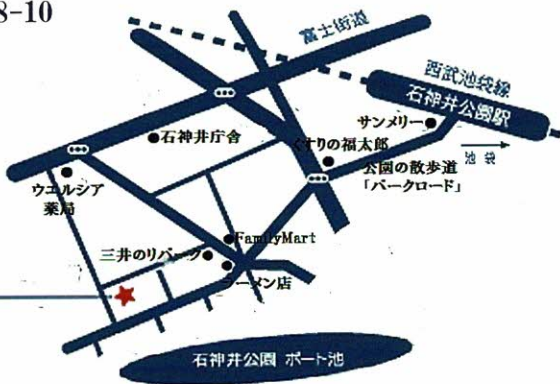 8-10
富士街道
西武池袋線
石神井公園駅
サンメリー
池袋
石神井庁舎
くすりの福太郎
公園の散歩道
「パークロード」
ウエルシア
薬局
FamilyMart
三井のリパーク
ラーメン店
石神井公園 ボート池